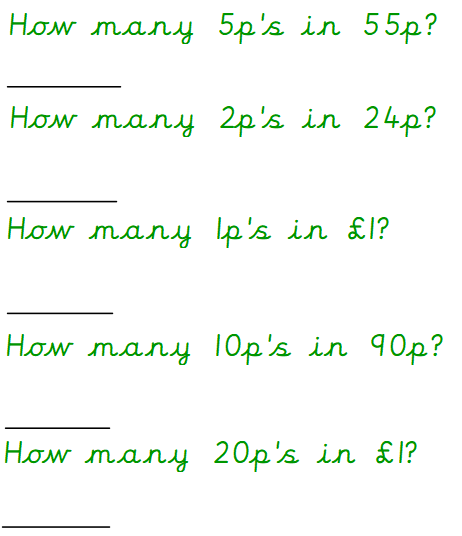 How many 5p's in 55p?
How many 2p's in 24p?
How many 1p's in £1?
How many 10p's in 90p?
How many 20p's in £1?